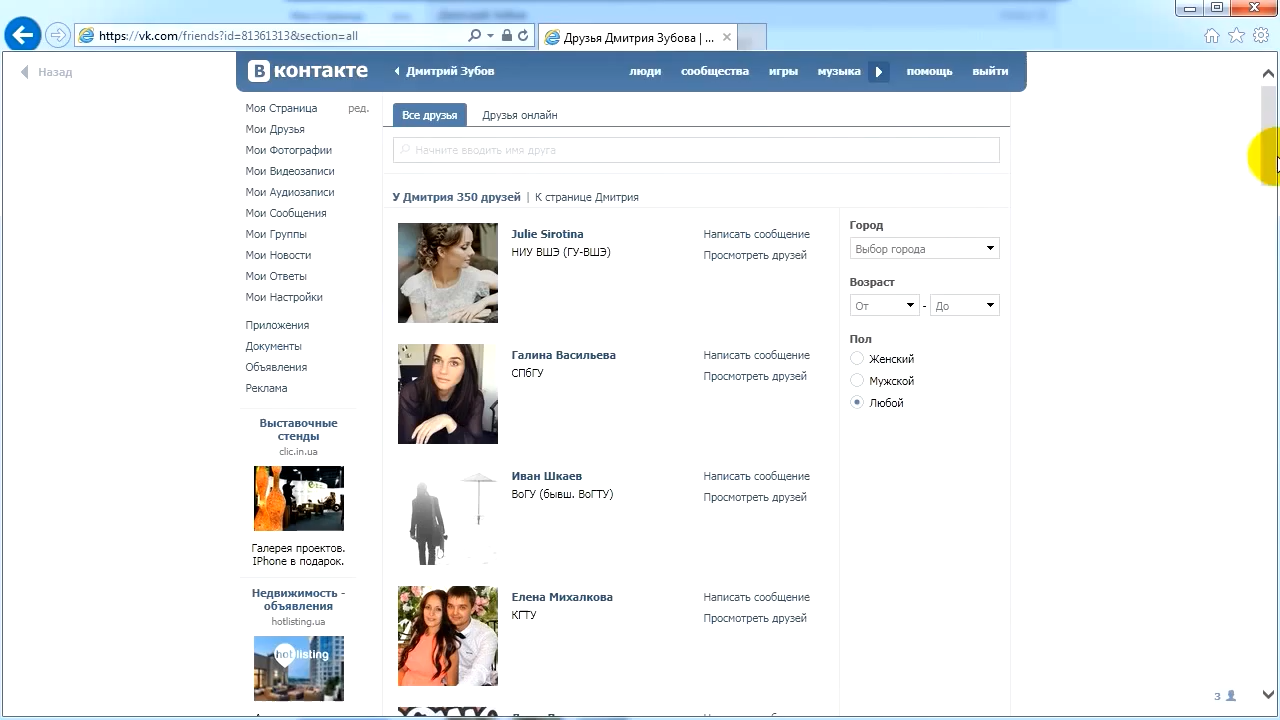 https://vk.com/friends?id=81361313&section=all
Друзья Дмитрия Зубова | ...
Назад
В контакте
Дмитрий Зубов
люди
сообщества
игры
музыка
помощь
выйти
Моя Страница
ред.
Мои Друзья
Мои Фотографии
Мои Видеозаписи
Мои Аудиозаписи
Мои Сообщения
Мои Группы
Мои Новости
Мои Ответы
Мои Настройки
Приложения
Документы
Объявления
Реклама
Выставочные
стенды
clic.in.ua
Галерея проектов.
IPhone в подарок.
Недвижимость -
объявления
hotlisting.ua
hotlisting
Все друзья
Друзья онлайн
Начните вводить имя друга
У Дмитрия 350 друзей | К странице Дмитрия
Julie Sirotina
НИУ ВШЭ (ГУ-ВШЭ)
Написать сообщение
Просмотреть друзей
Галина Васильева
СПбГУ
Написать сообщение
Просмотреть друзей
Иван Шкаев
ВоГУ (бывш. ВоГТУ)
Написать сообщение
Просмотреть друзей
Елена Михалкова
КГТУ
Написать сообщение
Просмотреть друзей
Город
Выбор города
Возраст
От - До
Пол
Женский
Мужской
Любой
3